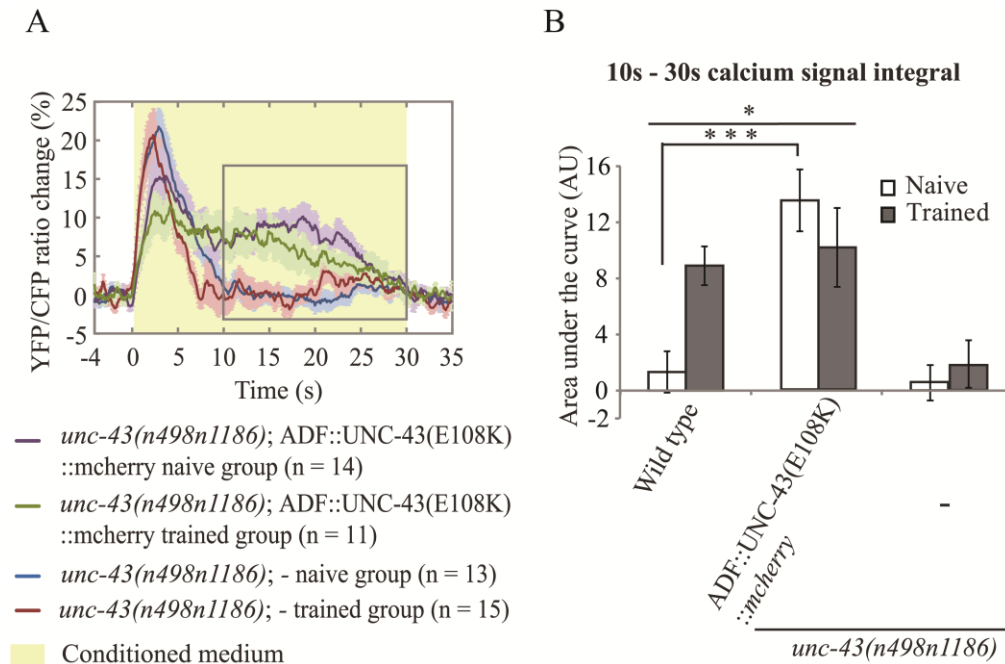 A
YFP/CFP ratio change (%)
25
20
15
10
5
0
-5
-4 0 5 10 15 20 25 30 35
Time (s)
unc-43(n498n1186); ADF::UNC-43(E108K)
::mcherry naive group (n = 14)
unc-43(n498n1186); ADF::UNC-43(E108K)
::mcherry trained group (n = 11)
unc-43(n498n1186); - naive group (n = 13)
unc-43(n498n1186); - trained group (n = 15)
Conditioned medium
B
10s - 30s calcium signal integral
*
***
Naive
Trained
Area under the curve (AU)
16
12
8
4
0
-2
Wild type
ADF::UNC-43(E108K)
::mcherry
-
unc-43(n498n1186)